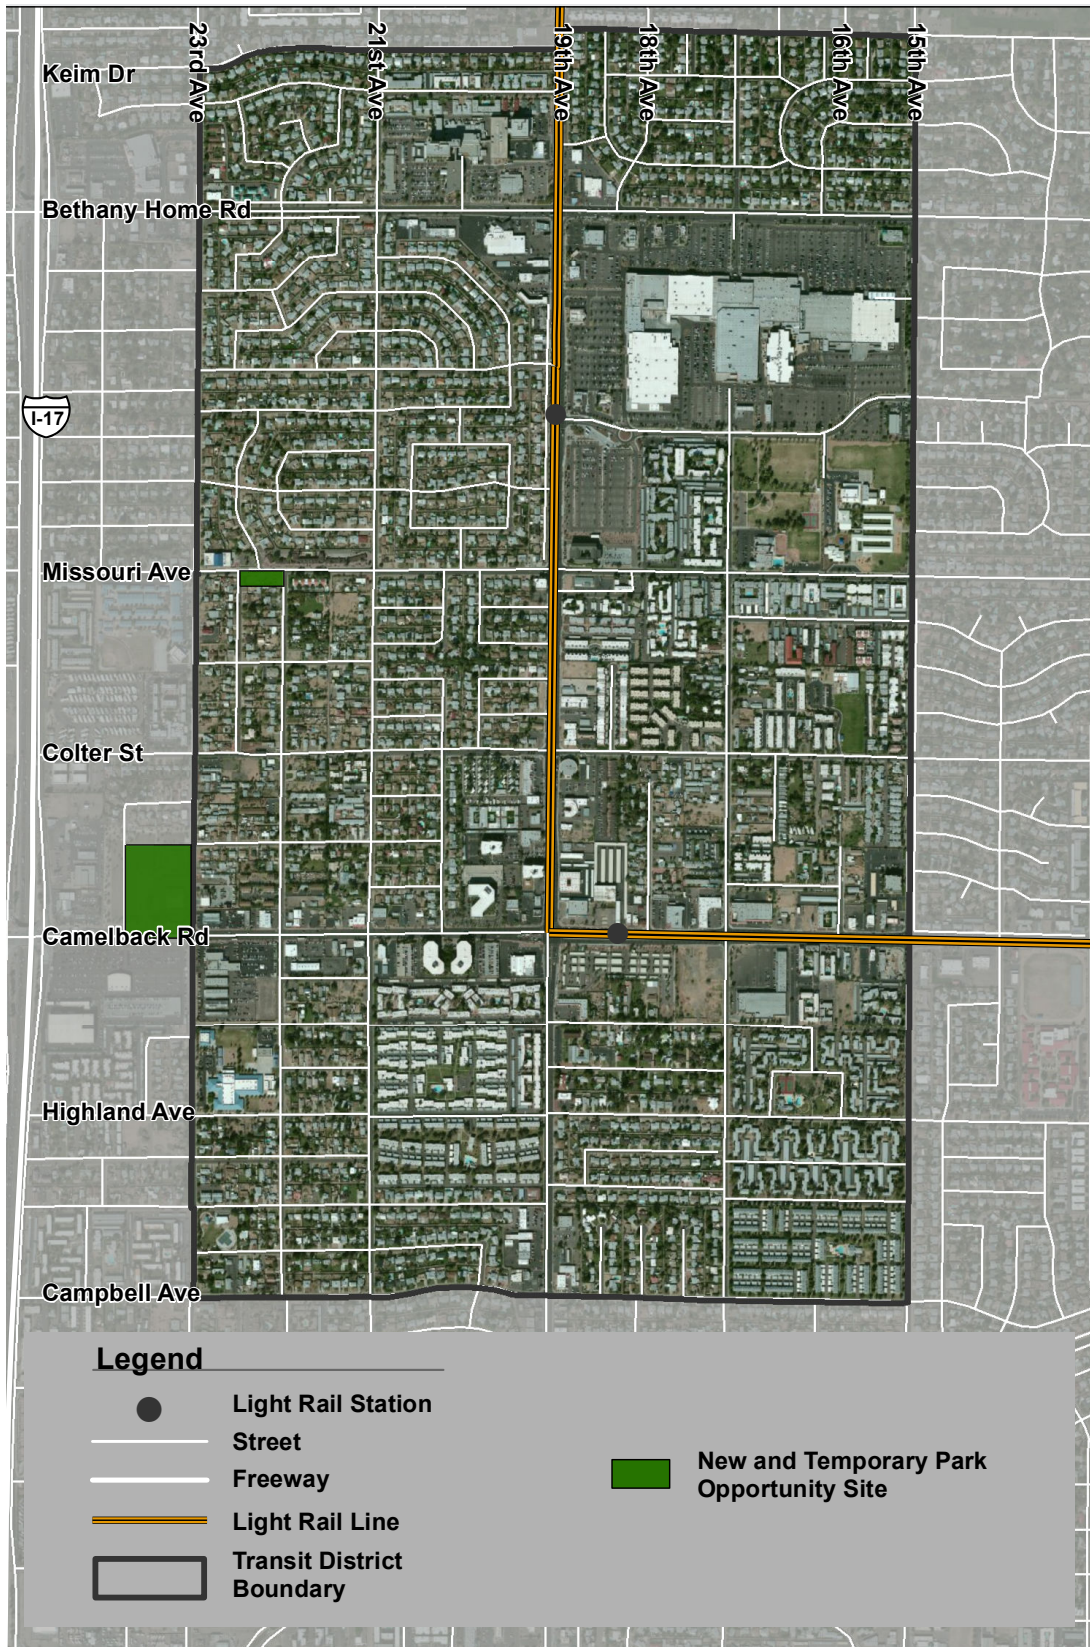 23rd Ave
21st Ave
19th Ave
18th Ave
16th Ave
15th Ave
Keim Dr
Bethany Home Rd
I-17
Missouri Ave
Colter St
Camelback Rd
Highland Ave
Campbell Ave
Legend
Light Rail Station
Street
Freeway
Light Rail Line
Transit District
Boundary
New and Temporary Park
Opportunity Site